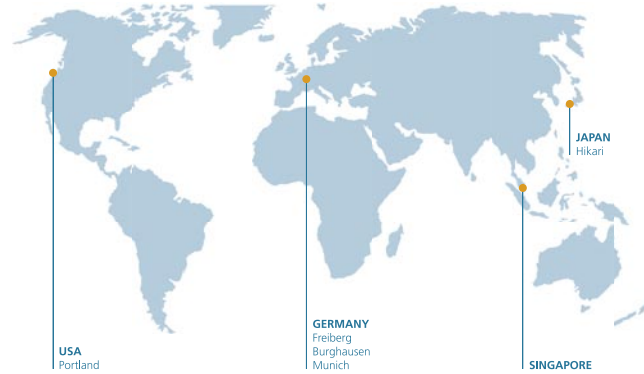 JAPAN
Hikari
GERMANY
Freiberg
Burghausen
Munich
USA
Portland
SINGAPORE